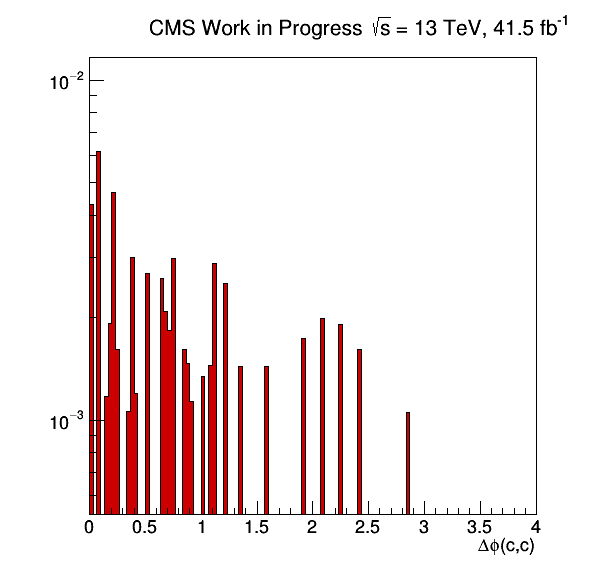 CMS Work in Progress √s = 13 TeV, 41.5 fb⁻¹
10⁻²
10⁻³
0 0.5 1 1.5 2 2.5 3 3.5 4
Δϕ(c,c)